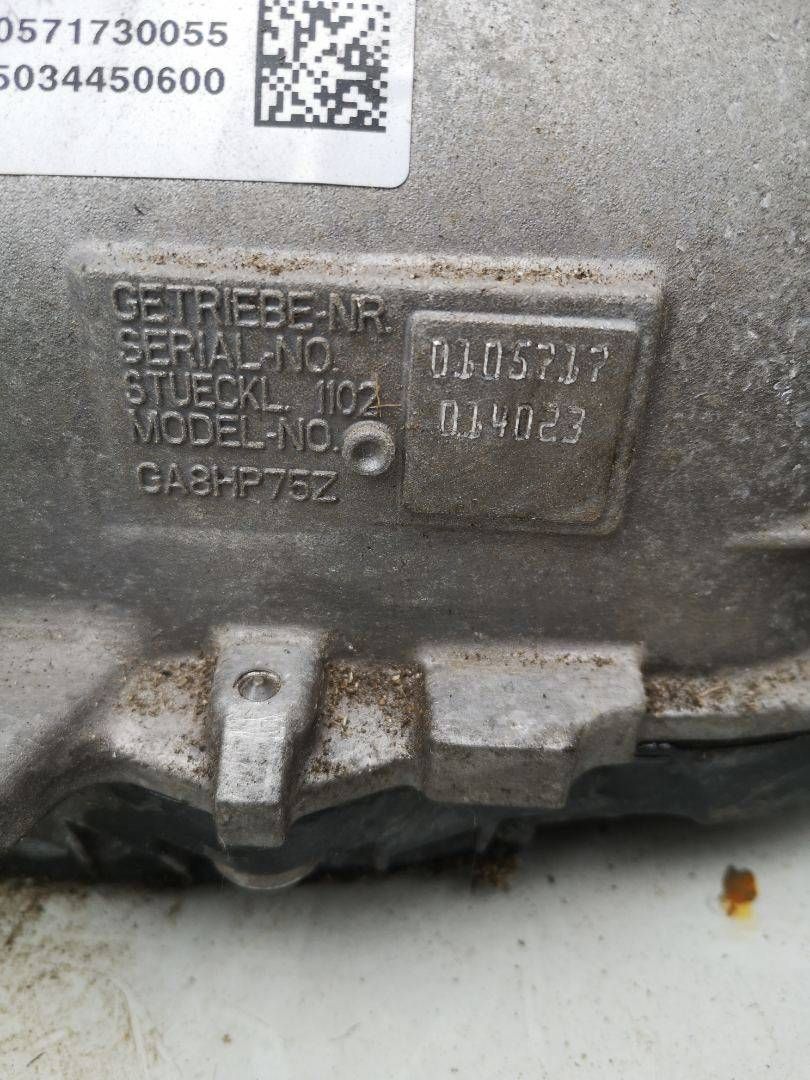 0571730055
5034450600
GETRIEBE-NR.
SERIAL-NO.
STUECKL. 1102
MODEL-NO.
GA8HP75Z
0105717
014023